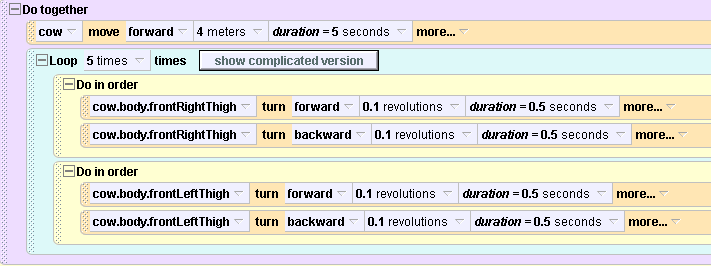 Do together
cow move forward 4 meters duration = 5 seconds more...
Loop 5 times times show complicated version
Do in order
cow.body.frontRightThigh turn forward 0.1 revolutions duration = 0.5 seconds more...
cow.body.frontRightThigh turn backward 0.1 revolutions duration = 0.5 seconds more...
Do in order
cow.body.frontLeftThigh turn forward 0.1 revolutions duration = 0.5 seconds more...
cow.body.frontLeftThigh turn backward 0.1 revolutions duration = 0.5 seconds more...